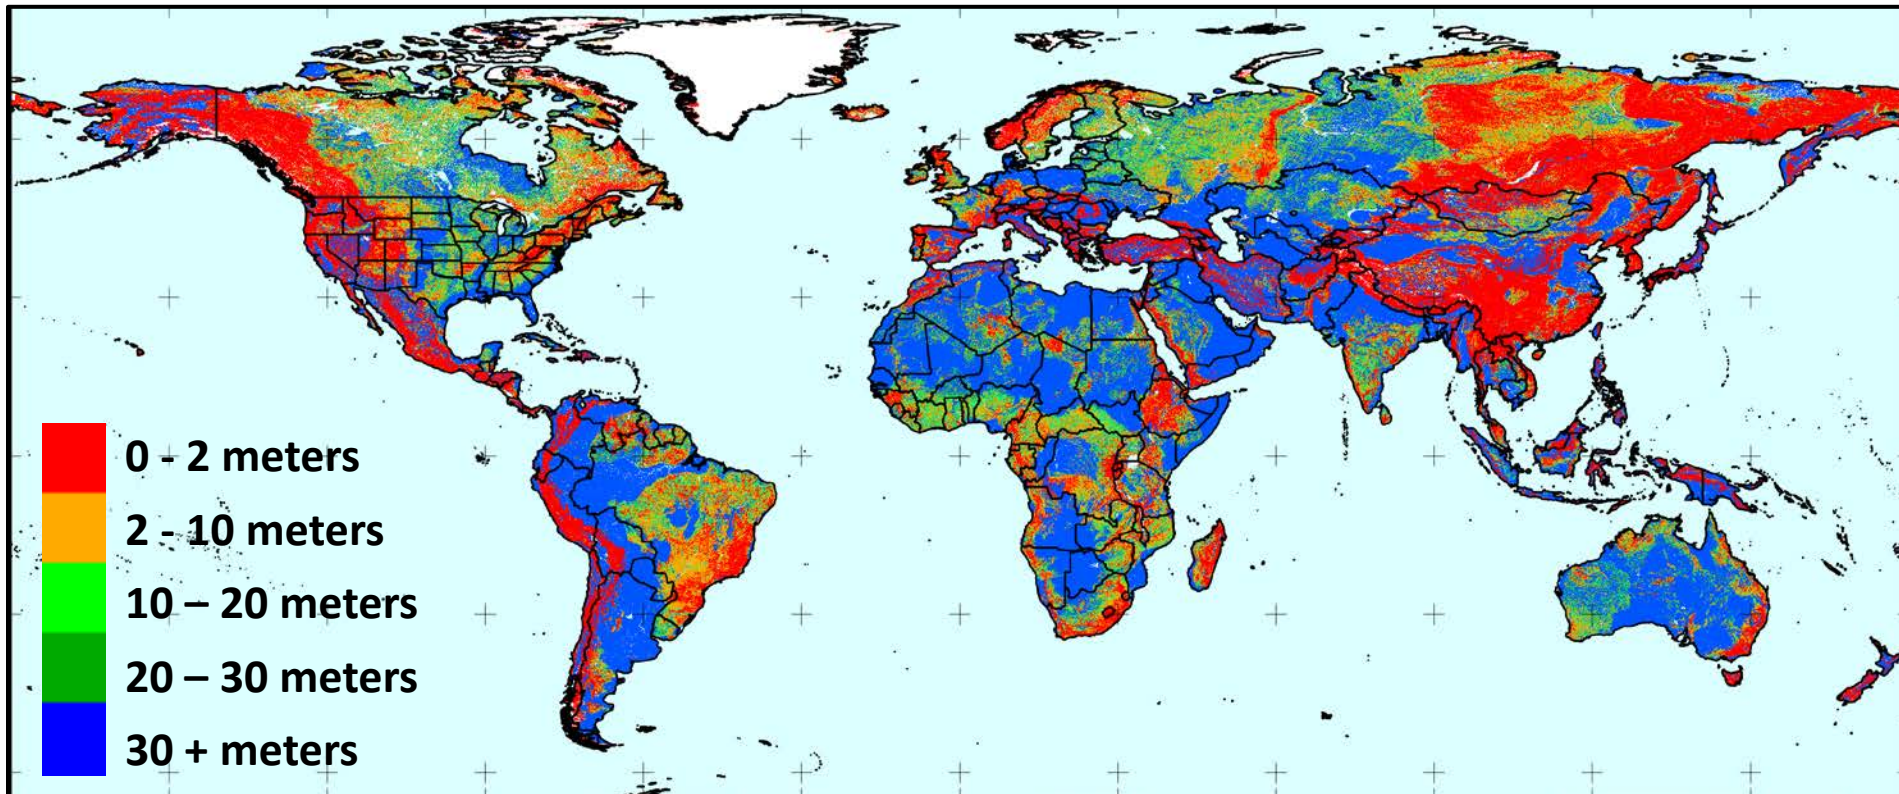 0 - 2 meters
2 - 10 meters
10 – 20 meters
20 – 30 meters
30 + meters